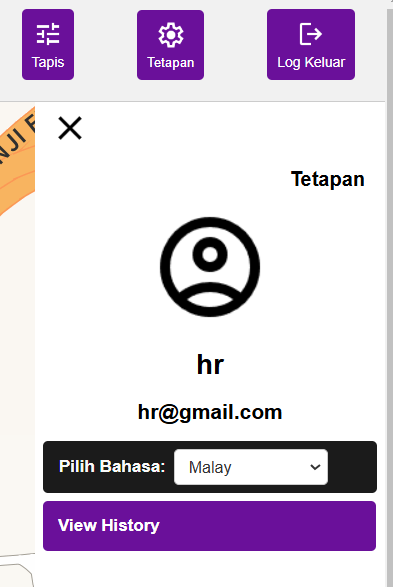 Tapis
Tetapan
Log Keluar
Tetapan
hr
hr@gmail.com
Pilih Bahasa: Malay
View History